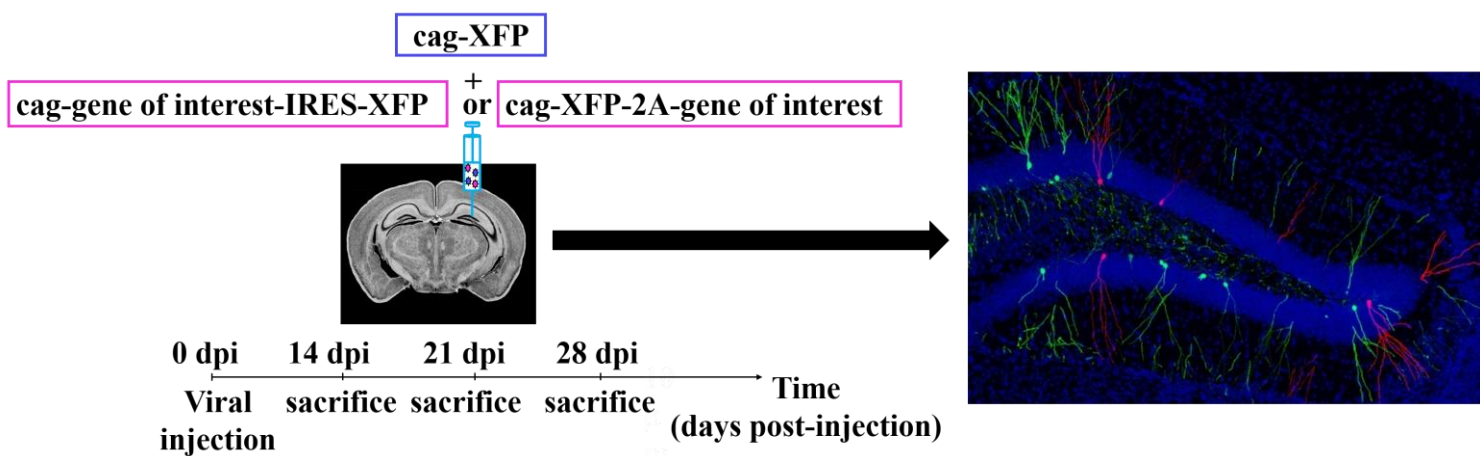 cag-XFP
+
cag-gene of interest-IRES-XFP or cag-XFP-2A-gene of interest
0 dpi 14 dpi 21 dpi 28 dpi
Viral injection sacrifice sacrifice sacrifice
Time
(days post-injection)